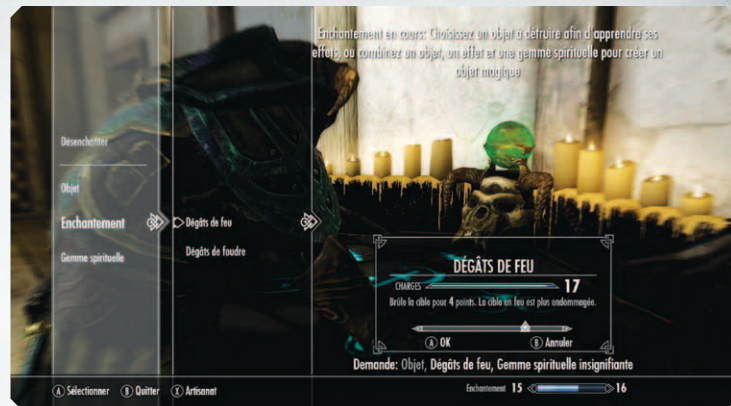 Enchantement en cours: Choisissez un objet à détruire afin d'apprendre ses
effets, ou combinez un objet, un effet et une gemme spirituelle pour créer un
objet magique
Désenchanter
Objet
Enchantement
Gemme spirituelle
Dégâts de feu
Dégâts de foudre
DÉGÂTS DE FEU
CHARGES 17
Brûle la cible pour 4 points. La cible en feu est plus endommagée.
(A) OK (B) Annuler
Demande: Objet, Dégâts de feu, Gemme spirituelle insignifiante
(A) Sélectionner (B) Quitter (X) Artisanat Enchantement 15 16